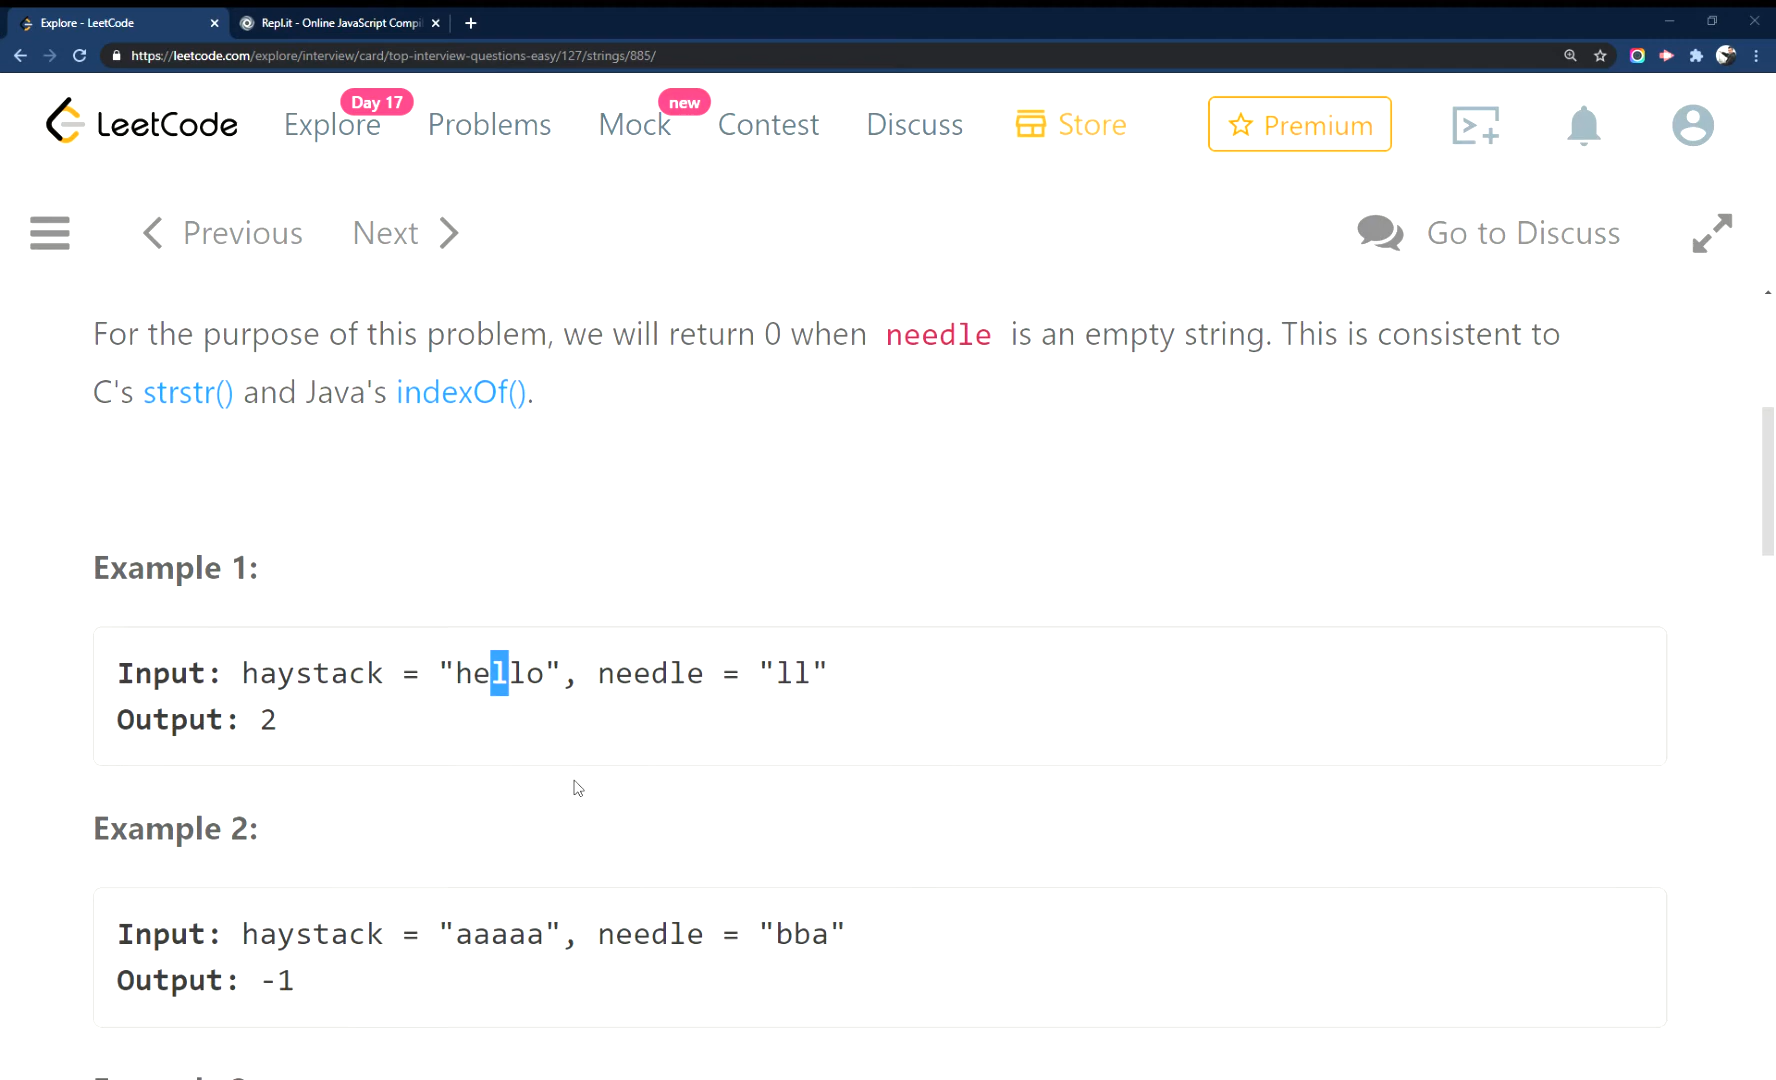 Explore - LeetCode
Repl.it - Online JavaScript Compi
https://leetcode.com/explore/interview/card/top-interview-questions-easy/127/strings/885/
LeetCode
Explore
Day 17
Problems
Mock
new
Contest
Discuss
Store
Premium
Previous
Next
Go to Discuss
For the purpose of this problem, we will return 0 when needle is an empty string. This is consistent to
C's strstr() and Java's indexOf().
Example 1:
Input: haystack = "hello", needle = "ll"
Output: 2
Example 2:
Input: haystack = "aaaaa", needle = "bba"
Output: -1